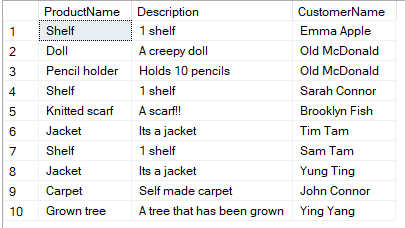 ProductName Description CustomerName
1 Shelf 1 shelf Emma Apple
2 Doll A creepy doll Old McDonald
3 Pencil holder Holds 10 pencils Old McDonald
4 Shelf 1 shelf Sarah Connor
5 Knitted scarf A scarf!! Brooklyn Fish
6 Jacket Its a jacket Tim Tam
7 Shelf 1 shelf Sam Tam
8 Jacket Its a jacket Yung Ting
9 Carpet Self made carpet John Connor
10 Grown tree A tree that has been grown Ying Yang